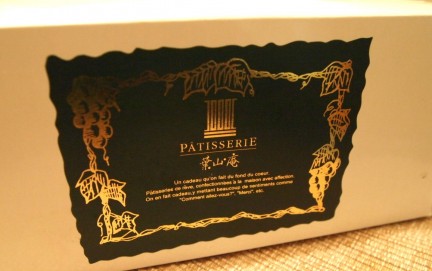 PÂTISSERIE
葉山庵
Un cadeau qu'on fait du fond du coeur.
Pâtisseries de rêve, confectionnées à la maison avec affection.
On en fait cadeau, y mettant beaucoup de sentiments comme
"Comment allez-vous?", "Merci", etc.